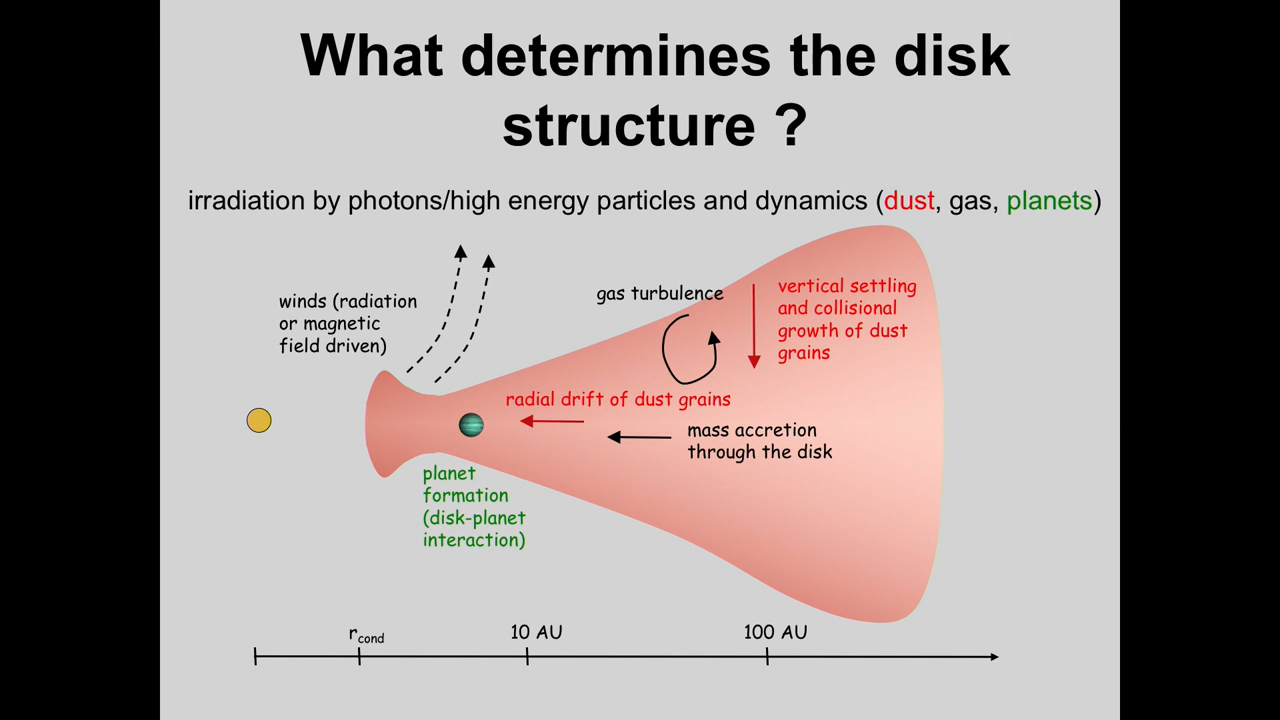 What determines the disk
structure ?
irradiation by photons/high energy particles and dynamics (dust, gas, planets)
winds (radiation
or magnetic
field driven)
gas turbulence
vertical settling
and collisional
growth of dust
grains
radial drift of dust grains
mass accretion
through the disk
planet
formation
(disk-planet
interaction)
rcond
10 AU
100 AU